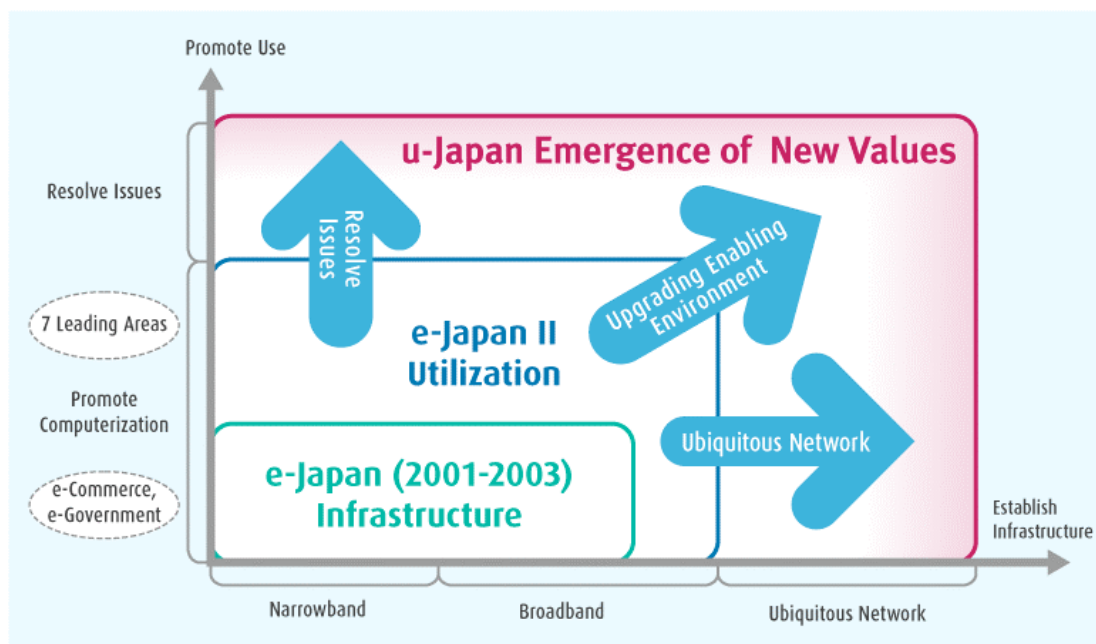 Promote Use
u-Japan Emergence of New Values
Resolve Issues
Resolve
Issues
Upgrading Enabling
Environment
7 Leading Areas
e-Japan II
Utilization
Promote
Computerization
Ubiquitous Network
e-Japan (2001-2003)
Infrastructure
e-Commerce,
e-Government
Establish
Infrastructure
Narrowband
Broadband
Ubiquitous Network